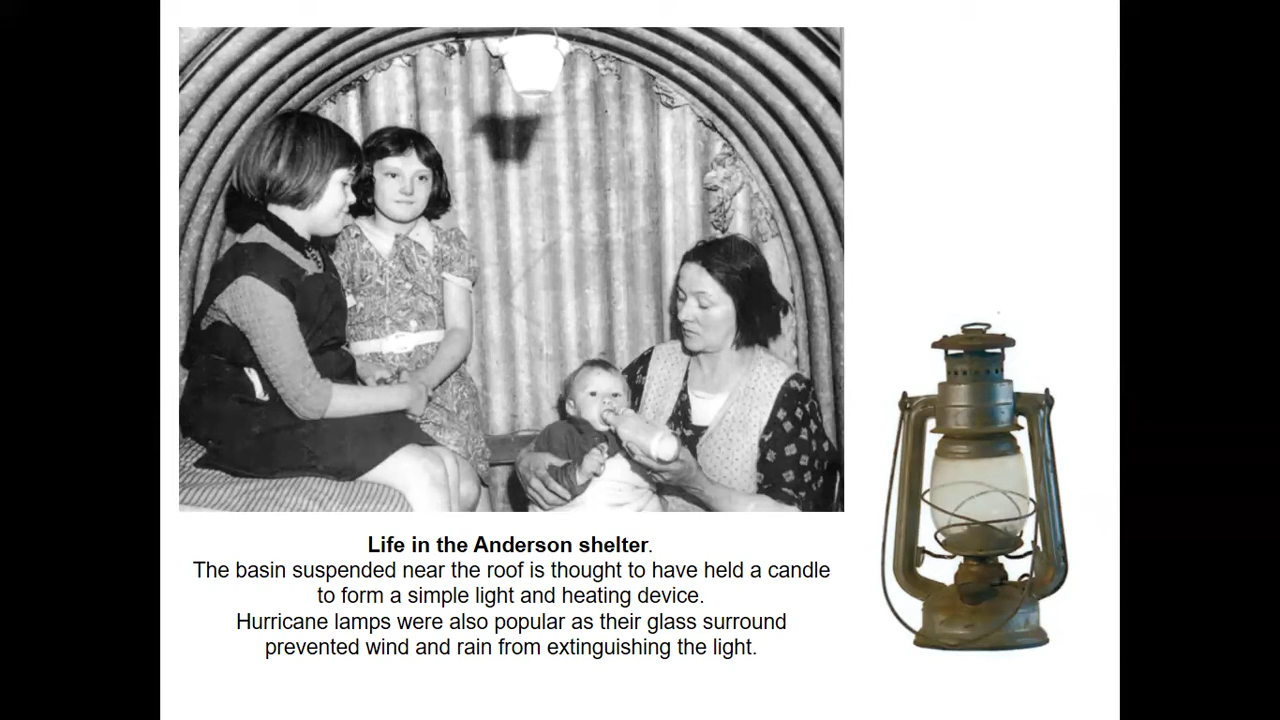 Life in the Anderson shelter.
The basin suspended near the roof is thought to have held a candle
to form a simple light and heating device.
Hurricane lamps were also popular as their glass surround
prevented wind and rain from extinguishing the light.